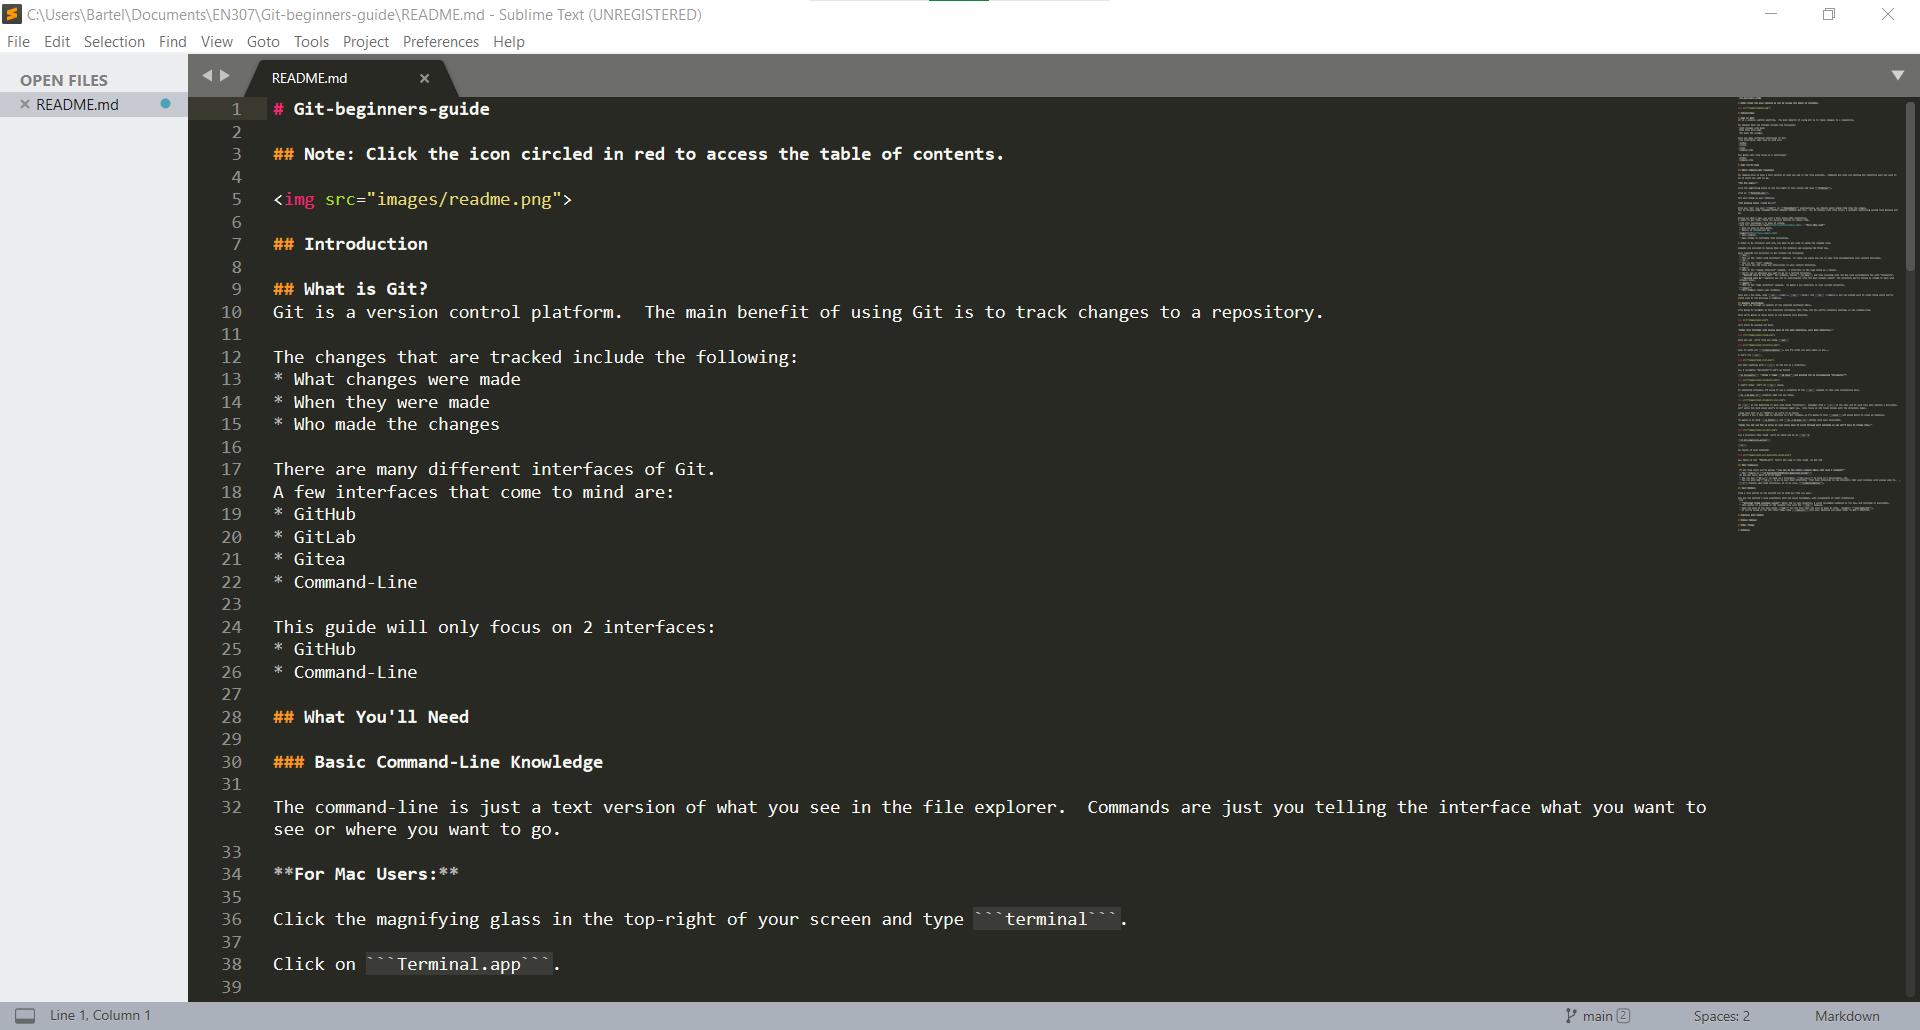 C:\Users\Bartel\Documents\EN307\Git-beginners-guide\README.md - Sublime Text (UNREGISTERED)
File Edit Selection Find View Goto Tools Project Preferences Help
OPEN FILES
README.md
README.md
1 # Git-beginners-guide
2
3 ## Note: Click the icon circled in red to access the table of contents.
4
5 <img src="images/readme.png">
6
7 ## Introduction
8
9 ## What is Git?
10 Git is a version control platform.  The main benefit of using Git is to track changes to a repository.
11
12 The changes that are tracked include the following:
13 * What changes were made
14 * When they were made
15 * Who made the changes
16
17 There are many different interfaces of Git.
18 A few interfaces that come to mind are:
19 * GitHub
20 * GitLab
21 * Gitea
22 * Command-Line
23
24 This guide will only focus on 2 interfaces:
25 * GitHub
26 * Command-Line
27
28 ## What You'll Need
29
30 ### Basic Command-Line Knowledge
31
32 The command-line is just a text version of what you see in the file explorer.  Commands are just you telling the interface what you want to
see or where you want to go.
33
34 **For Mac Users:**
35
36 Click the magnifying glass in the top-right of your screen and type ```terminal```.
37
38 Click on ```Terminal.app```.
39
Line 1, Column 1
main 2
Spaces: 2
Markdown